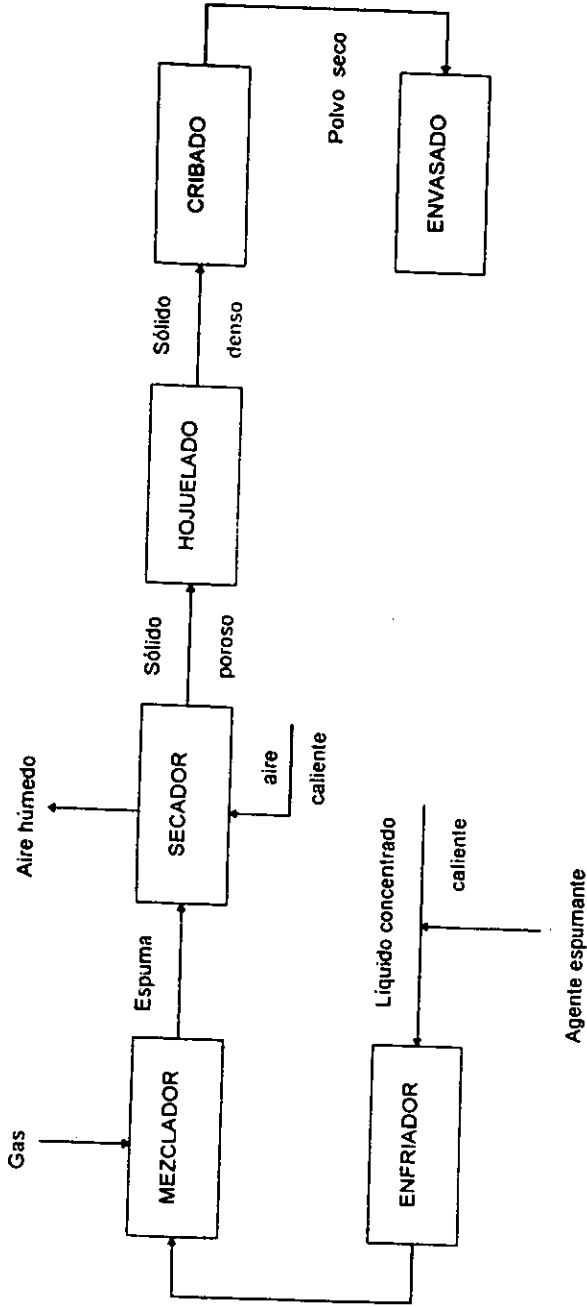 Gas
MEZCLADOR
Espuma
Aire húmedo
SECADOR
aire
caliente
Sólido
poroso
HOJUELADO
Sólido
denso
CRIBADO
Polvo seco
ENVASADO
ENFRIADOR
Líquido concentrado
caliente
Agente espumante